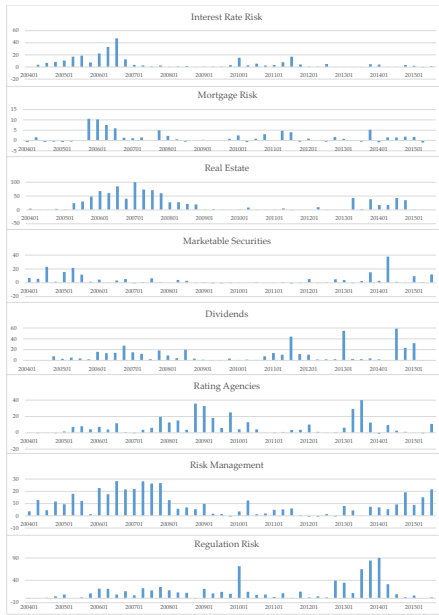 Interest Rate Risk
60
40
20
0
-20
200401 200501 200601 200701 200801 200901 201001 201101 201201 201301 201401 201501
Mortgage Risk
15
10
5
0
-5
200401 200501 200601 200701 200801 200901 201001 201101 201201 201301 201401 201501
Real Estate
100
50
0
-50
200401 200501 200601 200701 200801 200901 201001 201101 201201 201301 201401 201501
Marketable Securities
40
20
0
-20
200401 200501 200601 200701 200801 200901 201001 201101 201201 201301 201401 201501
Dividends
60
40
20
0
200401 200501 200601 200701 200801 200901 201001 201101 201201 201301 201401 201501
Rating Agencies
40
20
0
-20
200401 200501 200601 200701 200801 200901 201001 201101 201201 201301 201401 201501
Risk Management
30
20
10
0
-10
200401 200501 200601 200701 200801 200901 201001 201101 201201 201301 201401 201501
Regulation Risk
90
40
-10
200401 200501 200601 200701 200801 200901 201001 201101 201201 201301 201401 201501